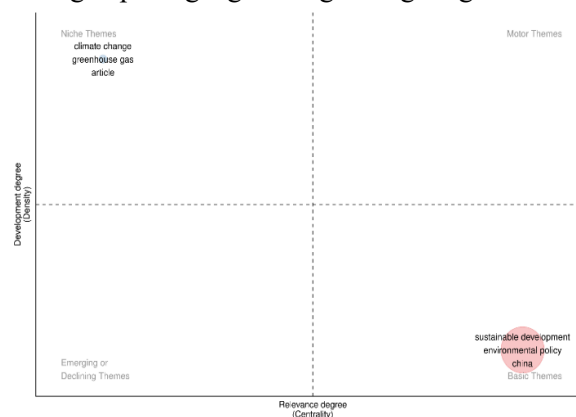 Niche Themes
Motor Themes
climate change
greenhouse gas
article
Development degree
(Density)
sustainable development
environmental policy
china
Emerging or
Declining Themes
Basic Themes
Relevance degree
(Centrality)